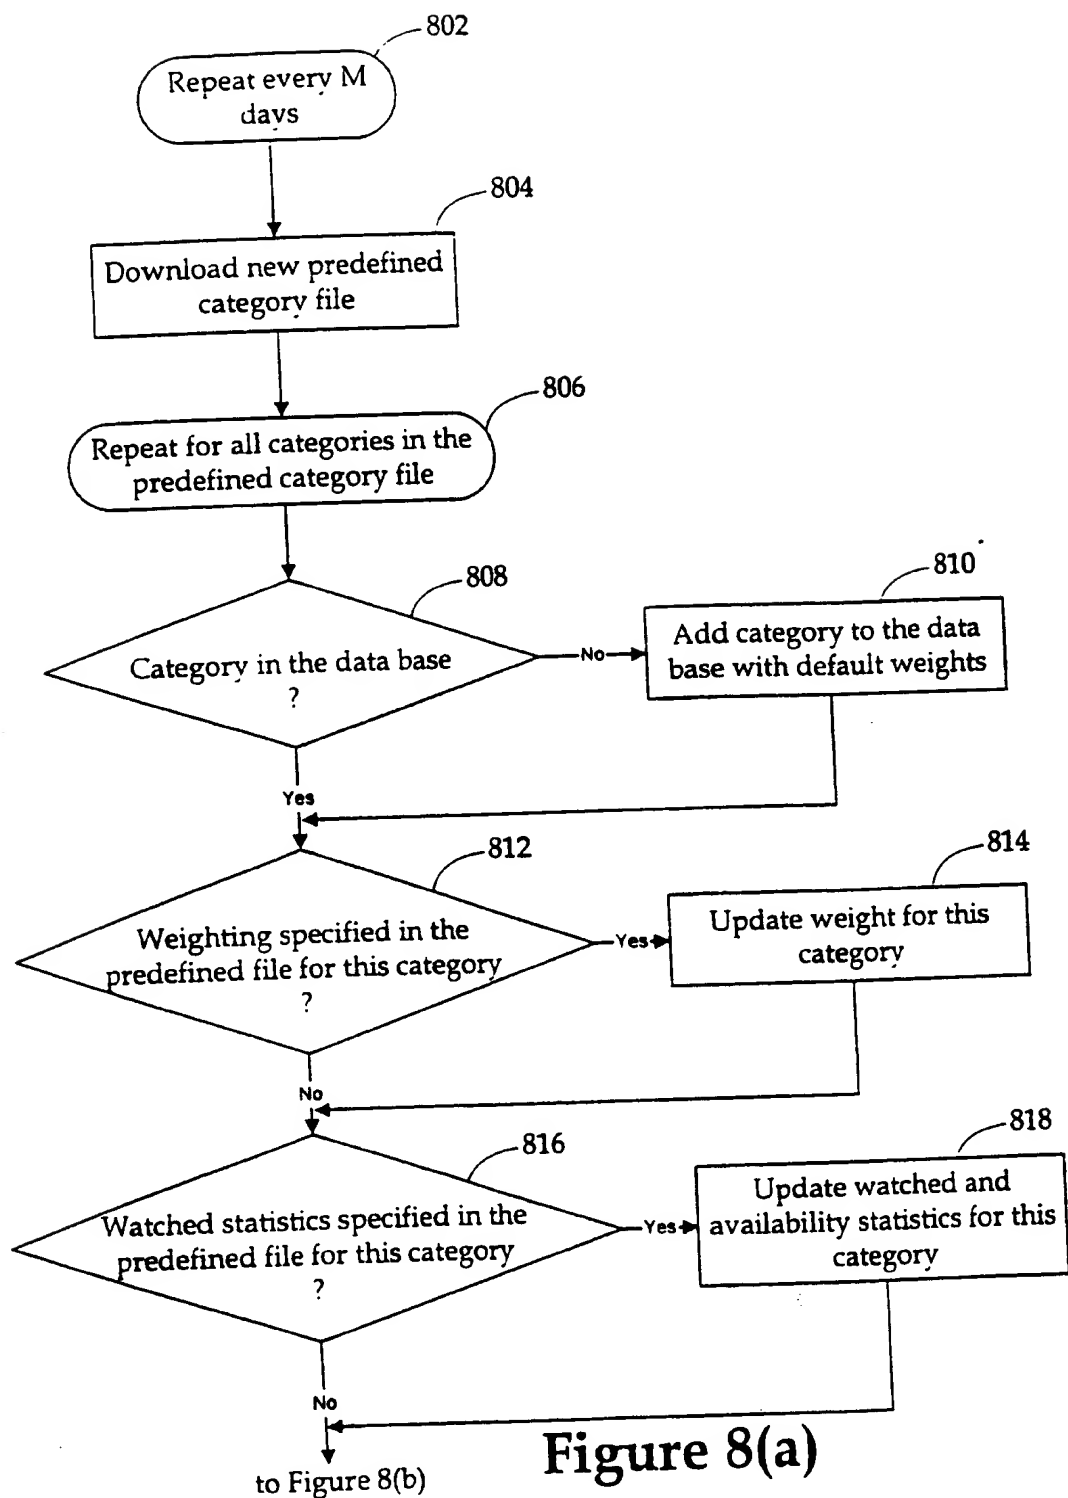 802
Repeat every M
days
804
Download new predefined
category file
806
Repeat for all categories in the
predefined category file
808
Category in the data base
?
No
810
Add category to the data
base with default weights
Yes
812
Weighting specified in the
predefined file for this category
?
Yes
814
Update weight for this
category
No
816
Watched statistics specified in the
predefined file for this category
?
Yes
818
Update watched and
availability statistics for this
category
No
to Figure 8(b)
Figure 8(a)